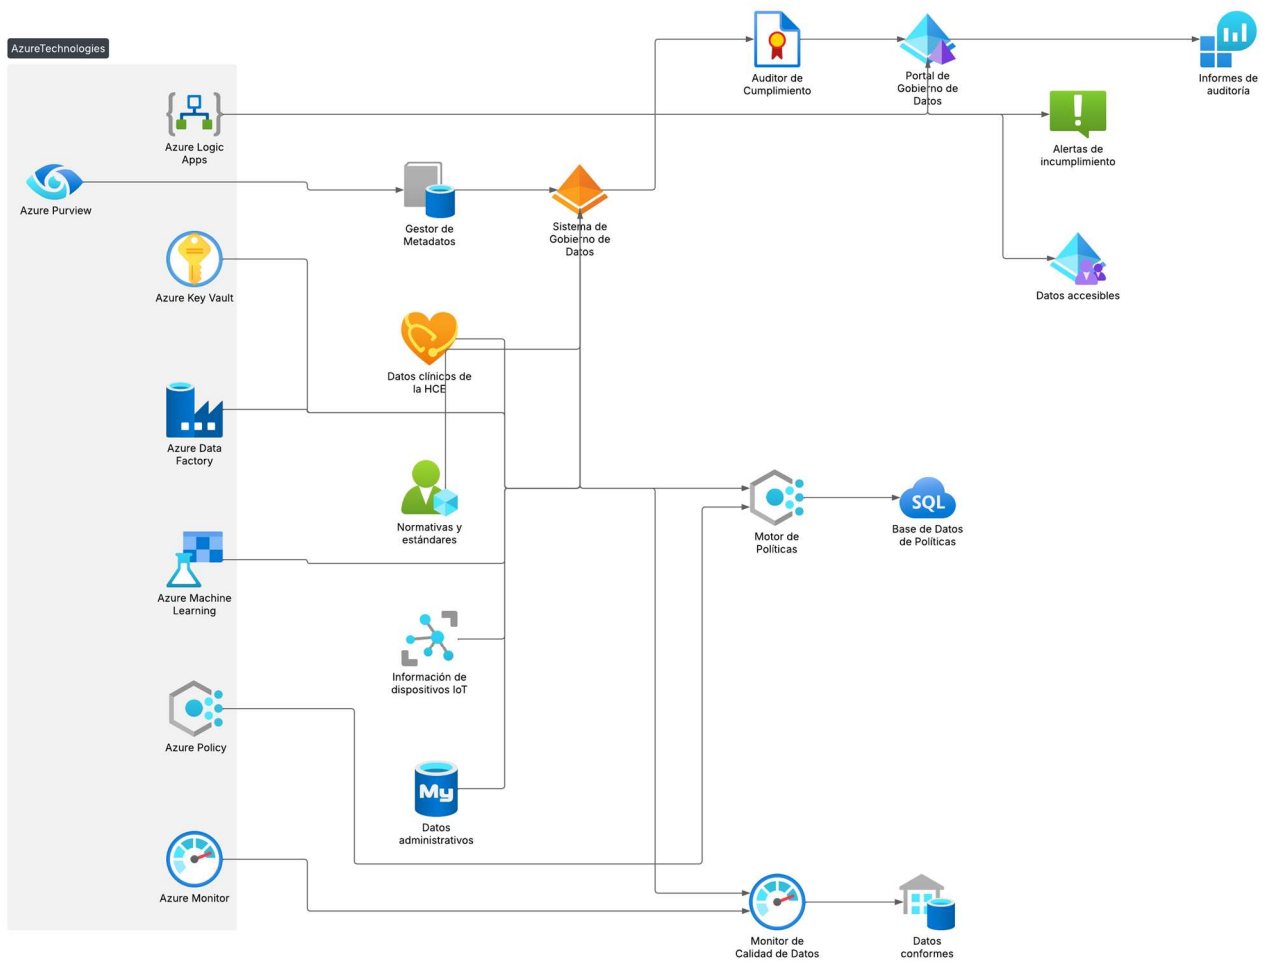 AzureTechnologies
Auditor de
Cumplimiento
Portal de
Gobierno de
Datos
Informes de
auditoría
Azure Logic
Apps
Alertas de
incumplimiento
Azure Purview
Gestor de
Metadatos
Sistema de
Gobierno de
Datos
Azure Key Vault
Datos accesibles
Datos clínicos de
la HCE
Azure Data
Factory
Normativas y
estándares
Motor de
Políticas
SQL
Base de Datos
de Políticas
Azure Machine
Learning
Información de
dispositivos IoT
Azure Policy
My
Datos
administrativos
Azure Monitor
Monitor de
Calidad de Datos
Datos
conformes